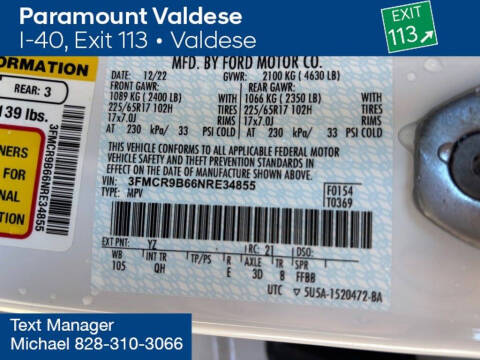 Paramount Valdese
I-40, Exit 113 • Valdese
EXIT
113
ORMATION
REAR: 3
139 lbs.
3FMCR9B66NRE34855
NERS
FOR
MFD. BY FORD MOTOR CO.
12/22 GVWR: 2100 KG ( 4630 LB)
FRONT GAWR: REAR GAWR:
1089 KG ( 2400 LB) WITH 1066 KG ( 2350 LB) WITH
225/65R17 102H TIRES 225/65R17 102H TIRES
17x7.0J RIMS 17x7.0J RIMS
AT 230 kPa/ 33 PSI COLD AT 230 kPa/ 33 PSI COLD
THIS VEHICLE CONFORMS TO ALL APPLICABLE FEDERAL MOTOR
VEHICLE SAFETY AND THEFT PREVENTION STANDARDS IN
EFFECT ON THE DATE OF MANUFACTURE SHOWN ABOVE.
VIN: 3FMCR9B66NRE34855
TYPE: MPV
F0154
T0369
EXT PNT: YZ RC: 21 DSO:
WB INT TR TP/PS R AXLE TR SPR
105 QH E 3D 8 FFBB
UTC 5U5A-1520472-BA
Text Manager
Michael 828-310-3066